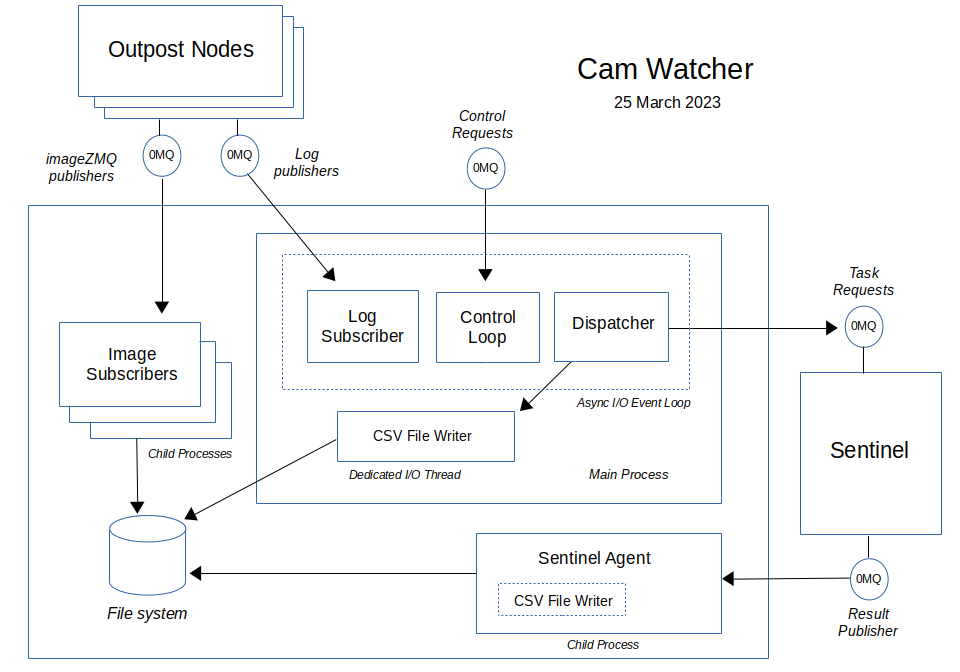 Outpost Nodes
Cam Watcher
25 March 2023
imageZMQ
publishers
0MQ
0MQ
Log
publishers
Control
Requests
0MQ
Task
Requests
0MQ
Log
Subscriber
Control
Loop
Dispatcher
Async I/O Event Loop
Image
Subscribers
Child Processes
CSV File Writer
Dedicated I/O Thread
Main Process
Sentinel
File system
Sentinel Agent
CSV File Writer
Child Process
0MQ
Result
Publisher